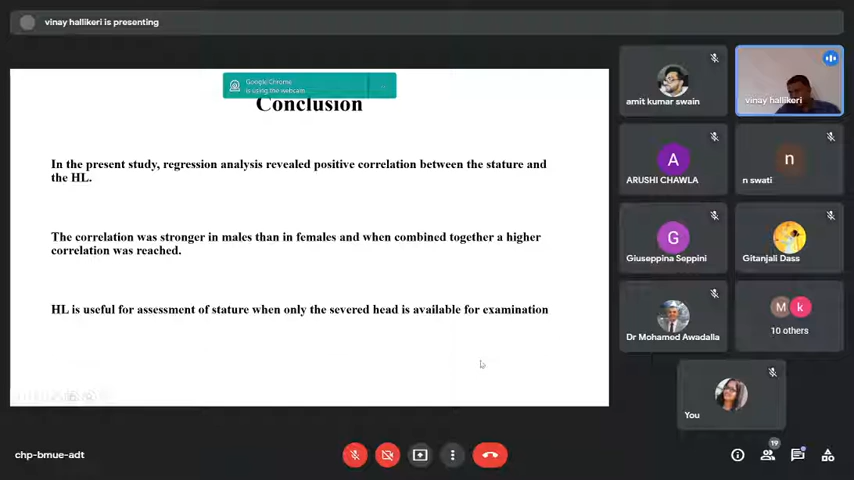 vinay hallikeri is presenting
Google Chrome
is using the webcam
Conclusion
In the present study, regression analysis revealed positive correlation between the stature and
the HL.
The correlation was stronger in males than in females and when combined together a higher
correlation was reached.
HL is useful for assessment of stature when only the severed head is available for examination
amit kumar swain
vinay hallikeri
A
ARUSHI CHAWLA
n
n swati
G
Giuseppina Seppini
Gitanjali Dass
Dr Mohamed Awadalla
M k
10 others
You
chp-bmue-adt
19